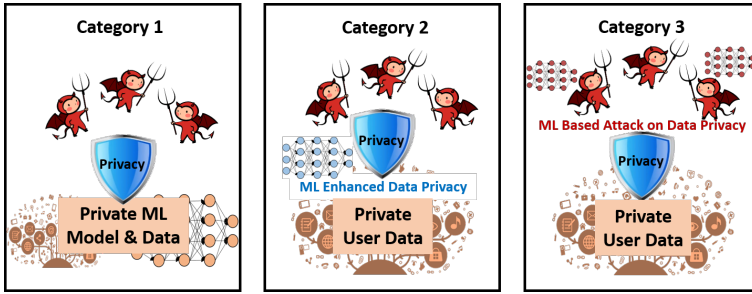 Category 1
Privacy
Private ML
Model & Data
Category 2
Privacy
ML Enhanced Data Privacy
Private
User Data
Category 3
ML Based Attack on Data Privacy
Privacy
Private
User Data